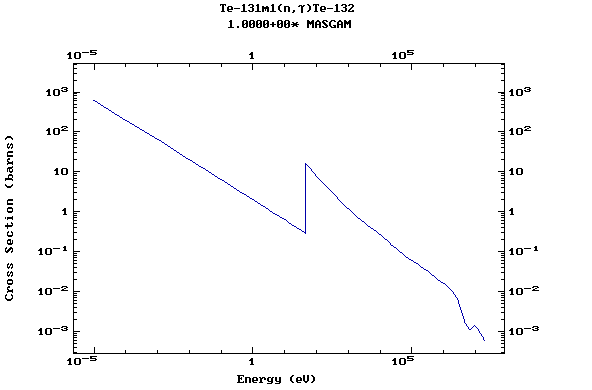 Te-131m1(n,γ)Te-132
1.0000+00* MASGAM
10⁻⁵ 1 10⁵
10³ 10³
10² 10²
10 10
1 1
10⁻¹ 10⁻¹
10⁻² 10⁻²
10⁻³ 10⁻³
10⁻⁵ 1 10⁵
Energy (eV)
Cross Section (barns)